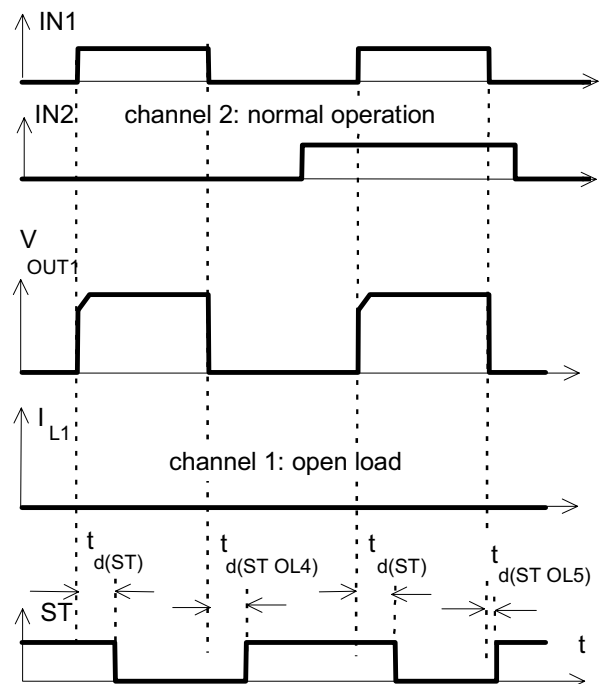 IN1
channel 2: normal operation
IN2
V
OUT1
I L1
channel 1: open load
t d(ST)
t d(ST OL4)
t d(ST)
t d(ST OL5)
ST
t